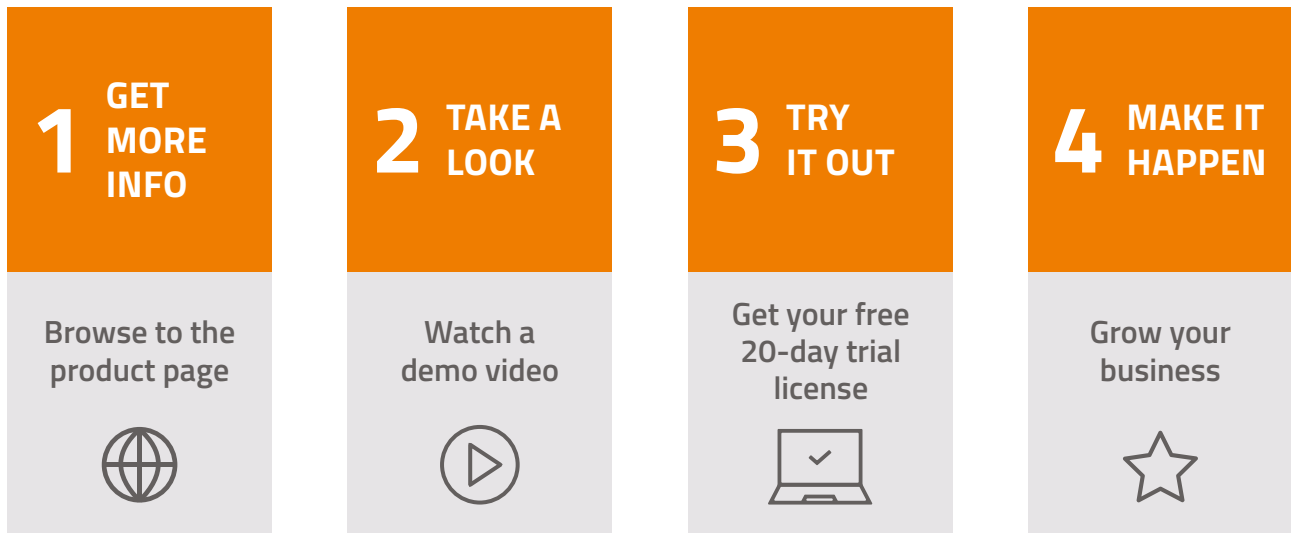 1
GET
MORE
INFO
Browse to the
product page
2
TAKE A
LOOK
Watch a
demo video
3
TRY
IT OUT
Get your free
20-day trial
license
4
MAKE IT
HAPPEN
Grow your
business